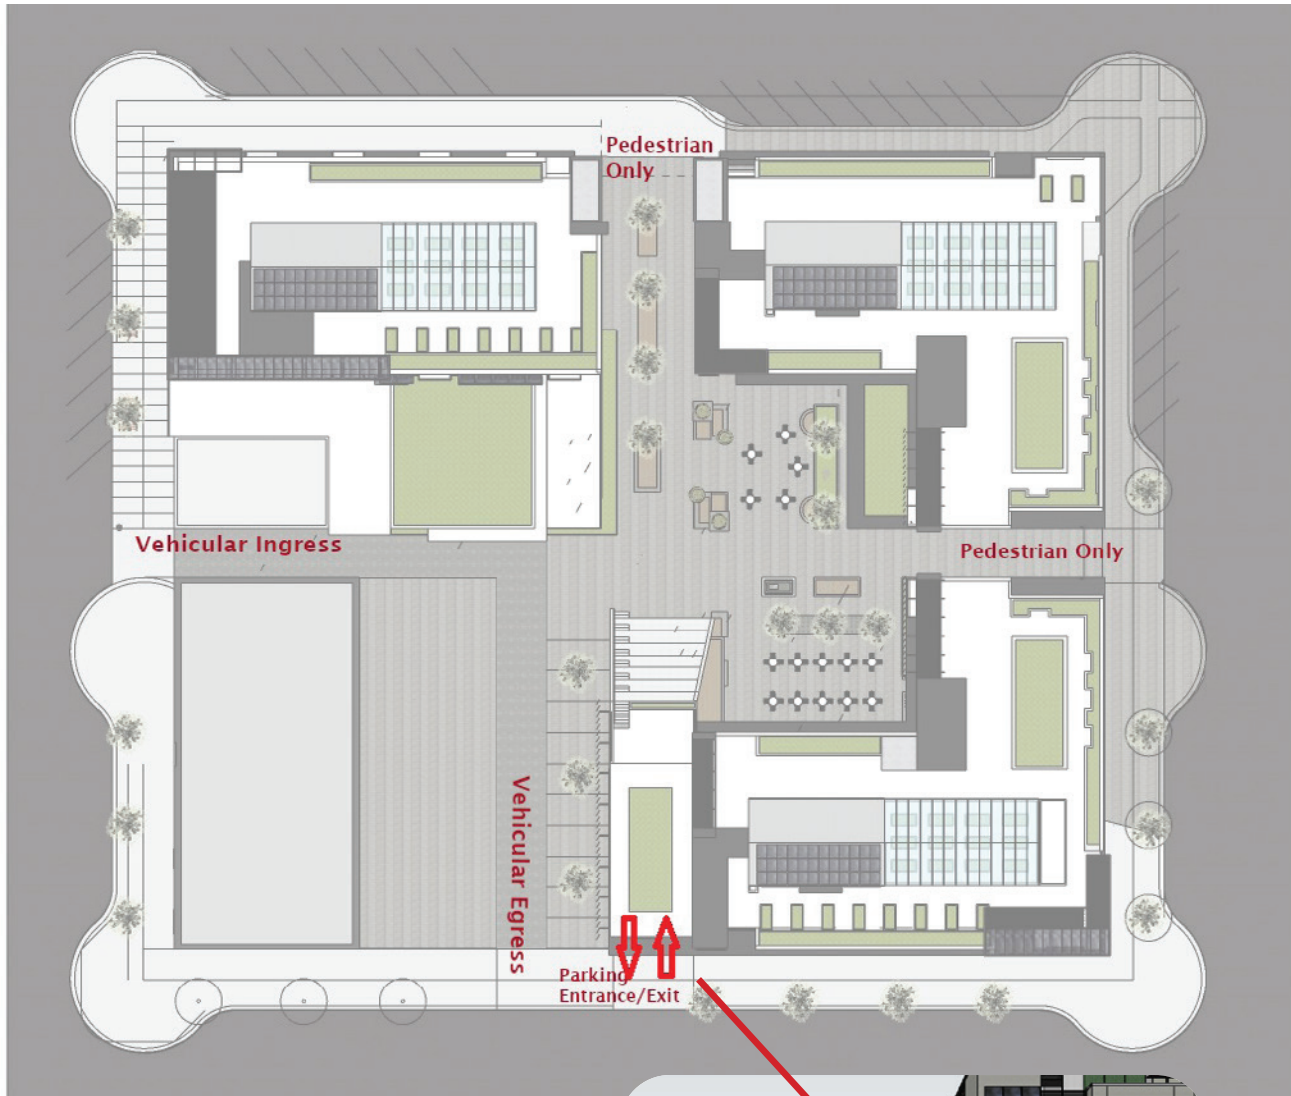 Pedestrian
Only
Vehicular Ingress
Pedestrian Only
Vehicular Egress
Parking
Entrance/Exit